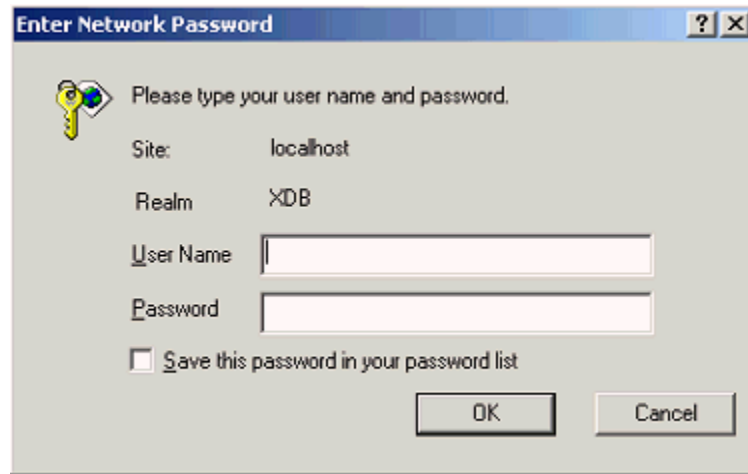 Enter Network Password
Please type your user name and password.
Site: localhost
Realm XDB
User Name
Password
Save this password in your password list
OK Cancel